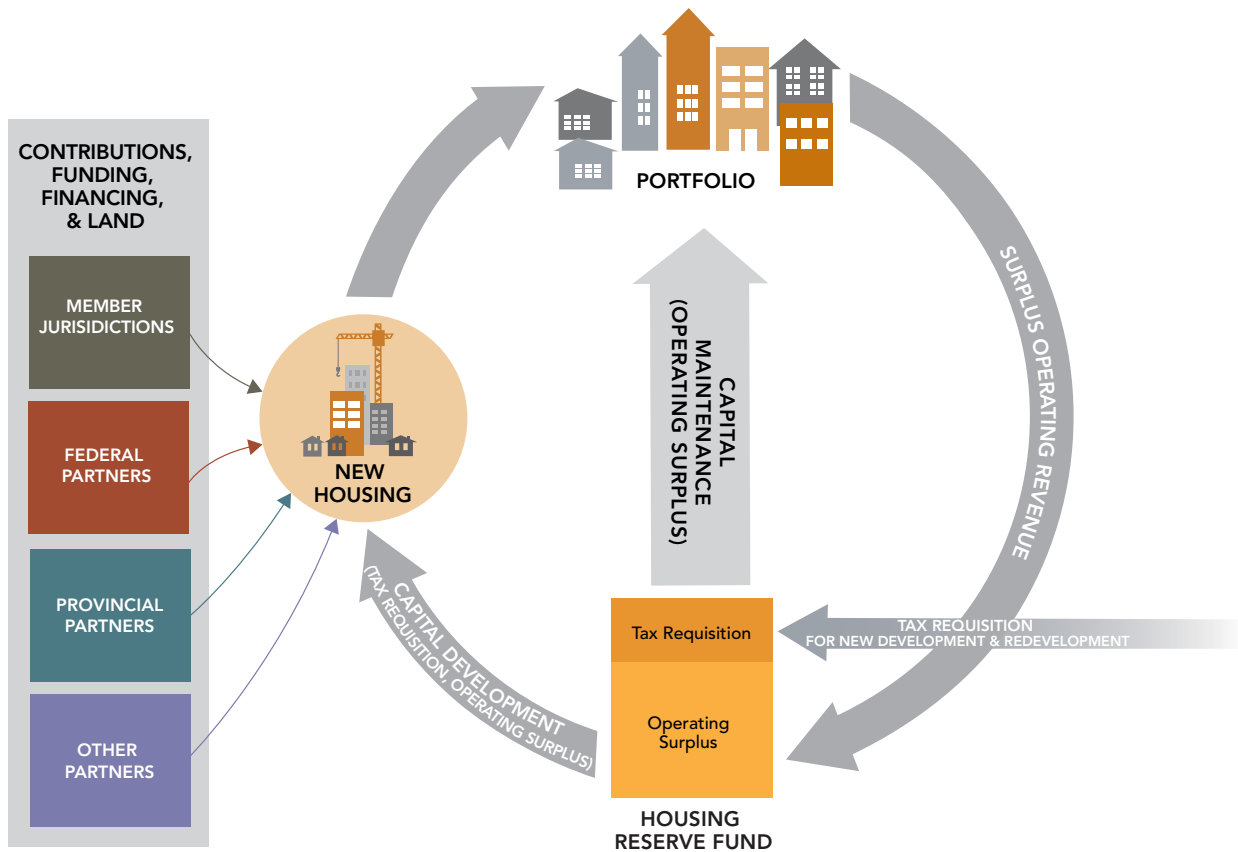 CONTRIBUTIONS,
FUNDING,
FINANCING,
& LAND
MEMBER
JURISIDICTIONS
FEDERAL
PARTNERS
PROVINCIAL
PARTNERS
OTHER
PARTNERS
NEW
HOUSING
PORTFOLIO
CAPITAL
MAINTENANCE
(OPERATING SURPLUS)
SURPLUS OPERATING REVENUE
TAX REQUISITION
FOR NEW DEVELOPMENT & REDEVELOPMENT
CAPITAL DEVELOPMENT
(TAX REQUISITION, OPERATING SURPLUS)
Tax Requisition
Operating
Surplus
HOUSING
RESERVE FUND